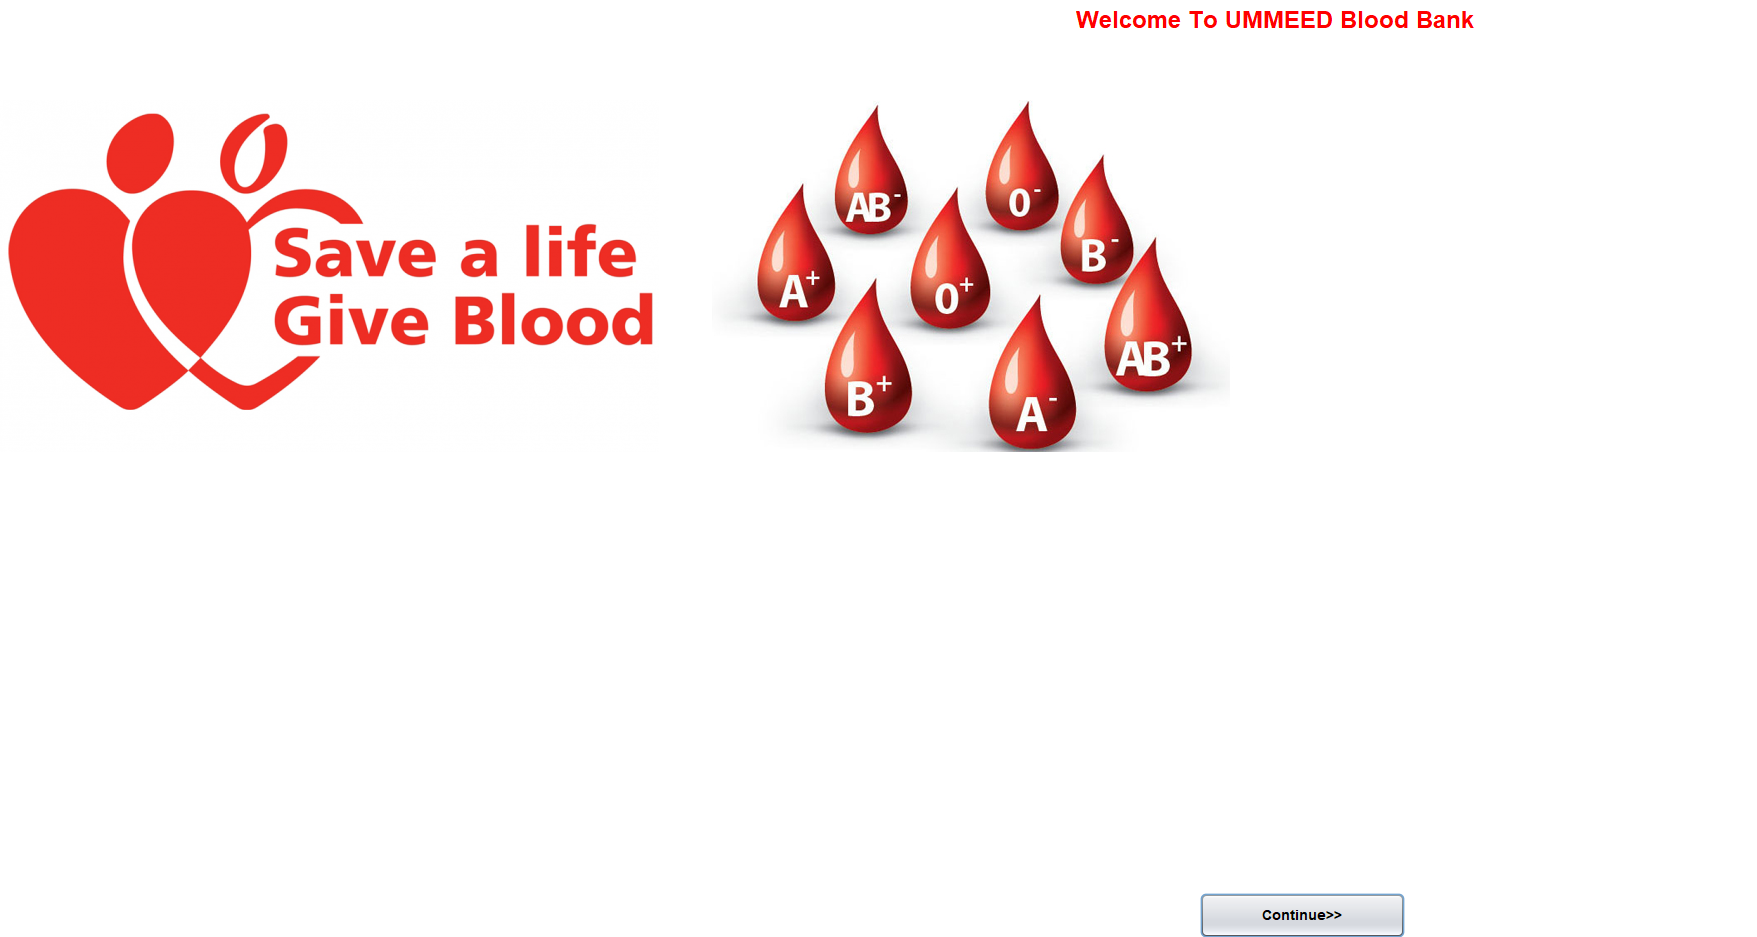 Welcome To UMMEED Blood Bank
Save a life
Give Blood
AB-
O-
B-
A+
O+
AB+
B+
A-
Continue>>